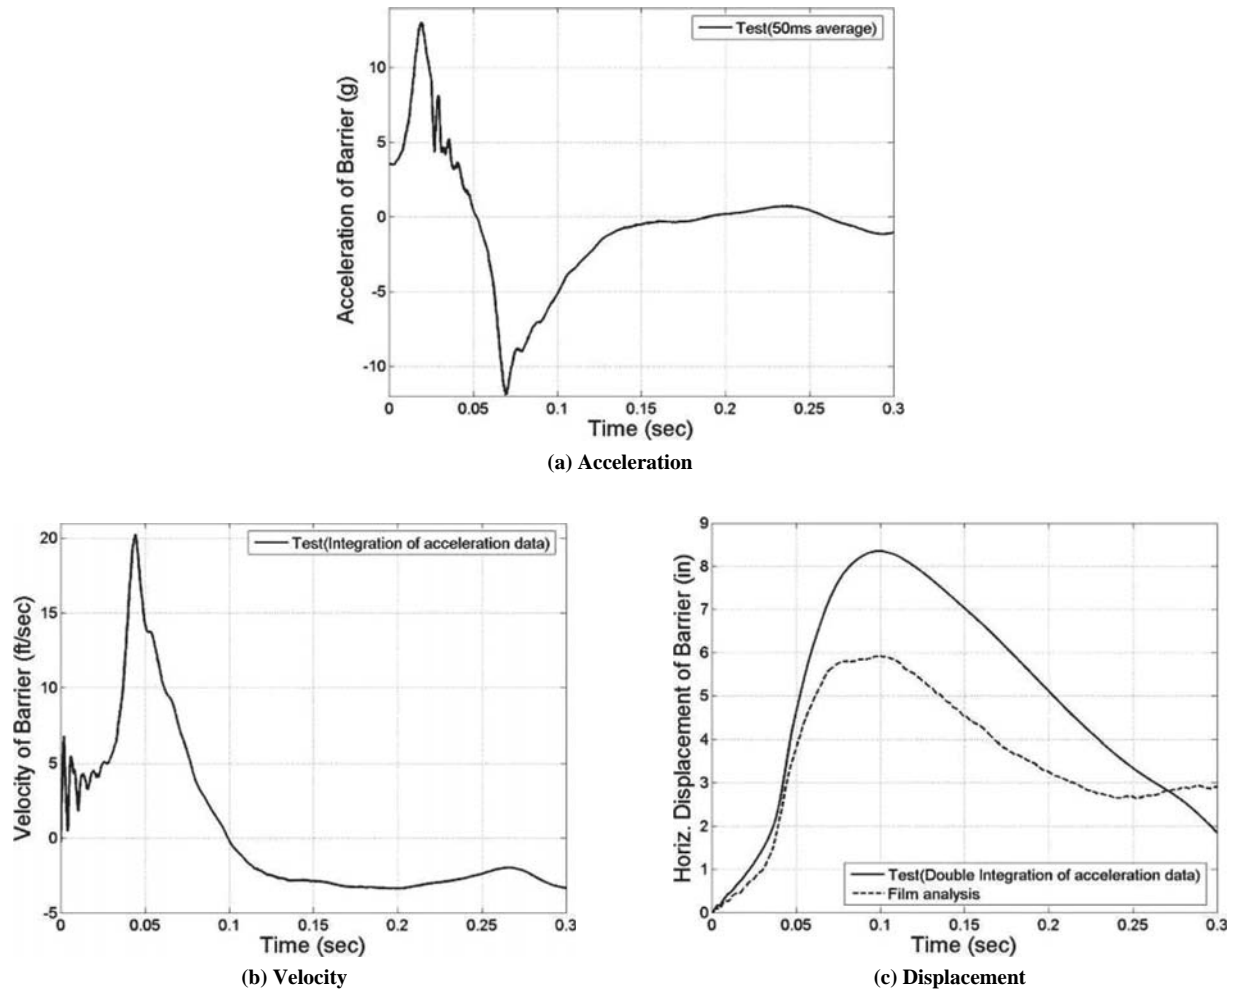 Test(50ms average)
10
5
0
-5
-10
Acceleration of Barrier (g)
0 0.05 0.1 0.15 0.2 0.25 0.3
Time (sec)
(a) Acceleration
Test(Integration of acceleration data)
20
15
10
5
0
-5
Velocity of Barrier (ft/sec)
0 0.05 0.1 0.15 0.2 0.25 0.3
Time (sec)
(b) Velocity
9
8
7
6
5
4
3
2
1
0
Horiz. Displacement of Barrier (in)
Test(Double Integration of acceleration data)
Film analysis
0 0.05 0.1 0.15 0.2 0.25 0.3
Time (sec)
(c) Displacement